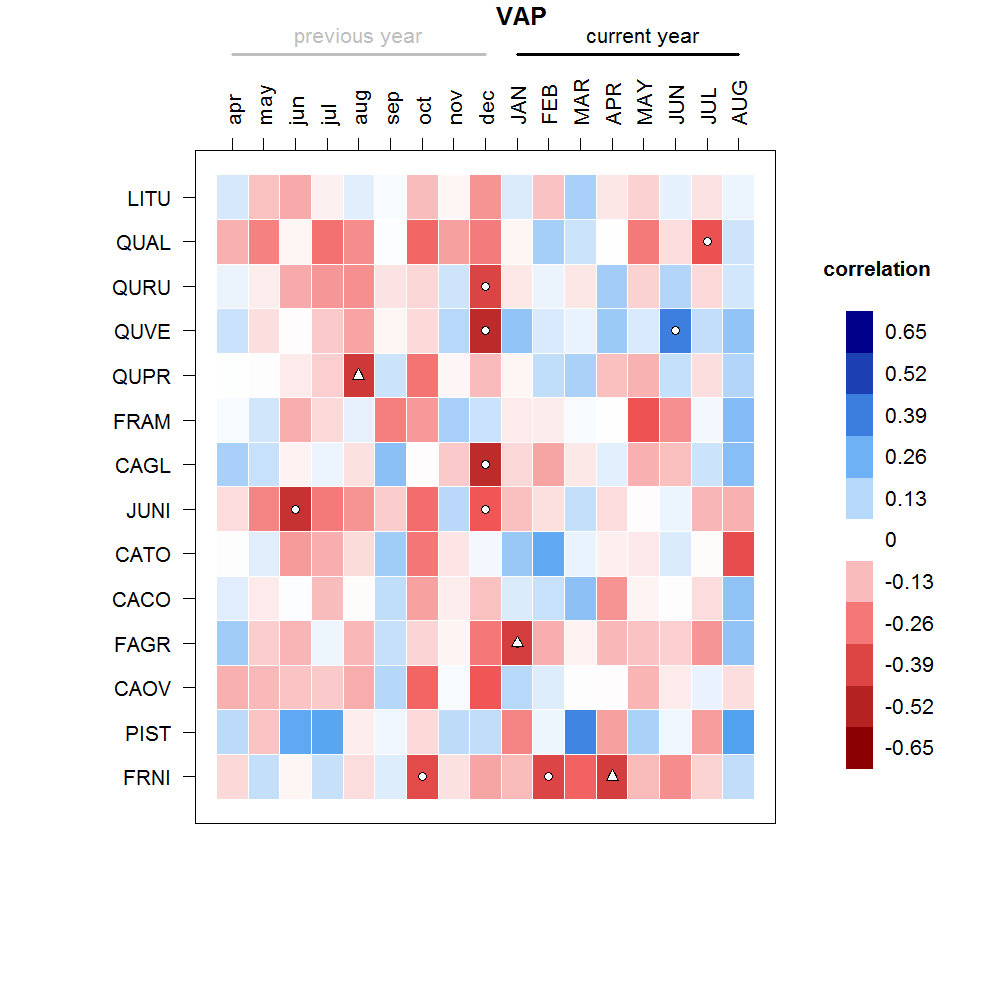 VAP
previous year current year
apr may jun jul aug sep oct nov dec JAN FEB MAR APR MAY JUN JUL AUG
LITU
QUAL
QURU
QUVE
QUPR
FRAM
CAGL
JUNI
CATO
CACO
FAGR
CAOV
PIST
FRNI
correlation
0.65
0.52
0.39
0.26
0.13
0
-0.13
-0.26
-0.39
-0.52
-0.65